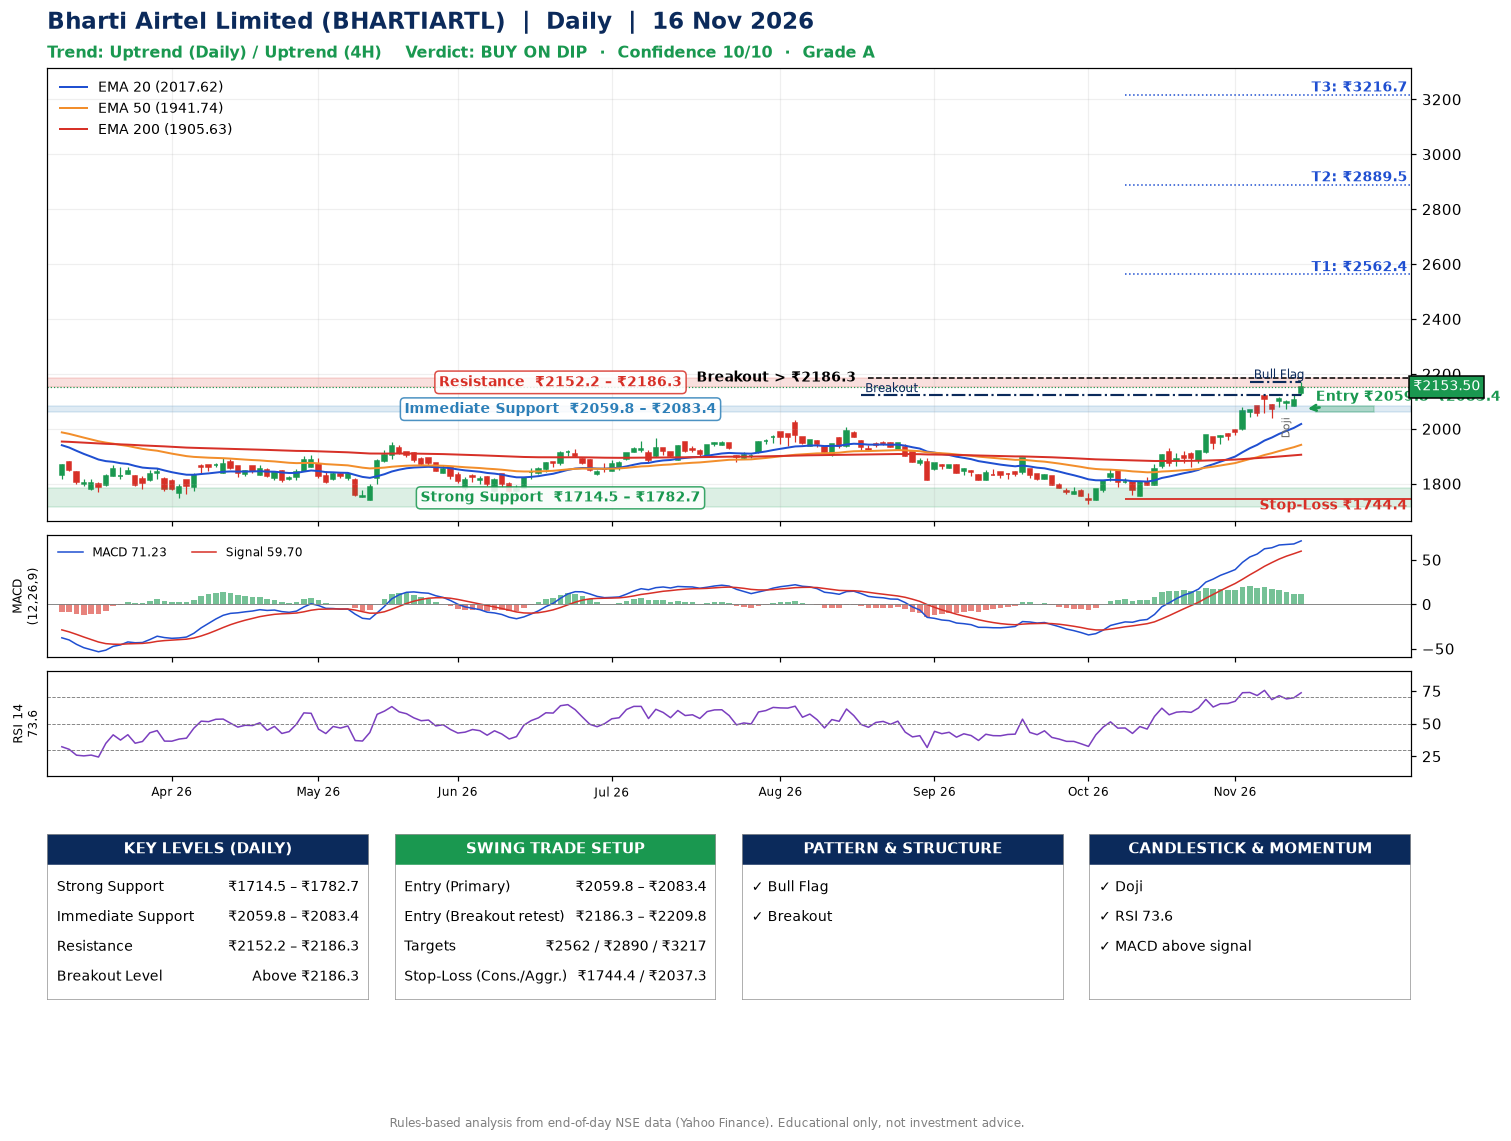 Bharti Airtel Limited (BHARTIARTL) | Daily | 16 Nov 2026
Trend: Uptrend (Daily) / Uptrend (4H) Verdict: BUY ON DIP · Confidence 10/10 · Grade A
EMA 20 (2017.62)
EMA 50 (1941.74)
EMA 200 (1905.63)
T3: ₹3216.7
T2: ₹2889.5
T1: ₹2562.4
3200
3000
2800
2600
2400
2200
2000
1800
Resistance ₹2152.2 – ₹2186.3
Breakout > ₹2186.3
Breakout
Bull Flag
₹2153.50
Immediate Support ₹2059.8 – ₹2083.4
Entry ₹2059.8 – ₹2083.4
Doji
Strong Support ₹1714.5 – ₹1782.7
Stop-Loss ₹1744.4
MACD 71.23
Signal 59.70
MACD
(12,26,9)
50
0
−50
RSI 14
73.6
75
50
25
Apr 26 May 26 Jun 26 Jul 26 Aug 26 Sep 26 Oct 26 Nov 26
KEY LEVELS (DAILY)
Strong Support ₹1714.5 – ₹1782.7
Immediate Support ₹2059.8 – ₹2083.4
Resistance ₹2152.2 – ₹2186.3
Breakout Level Above ₹2186.3
SWING TRADE SETUP
Entry (Primary) ₹2059.8 – ₹2083.4
Entry (Breakout retest) ₹2186.3 – ₹2209.8
Targets ₹2562 / ₹2890 / ₹3217
Stop-Loss (Cons./Aggr.) ₹1744.4 / ₹2037.3
PATTERN & STRUCTURE
✓ Bull Flag
✓ Breakout
CANDLESTICK & MOMENTUM
✓ Doji
✓ RSI 73.6
✓ MACD above signal
Rules-based analysis from end-of-day NSE data (Yahoo Finance). Educational only, not investment advice.